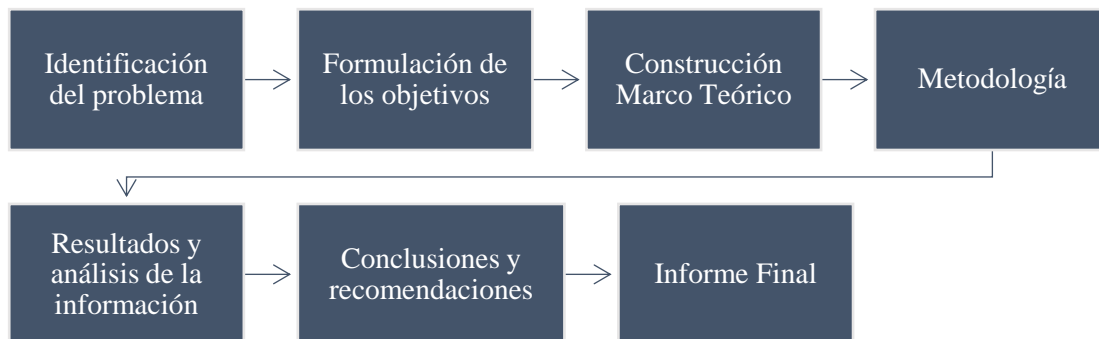 Identificación
del problema
Formulación de
los objetivos
Construcción
Marco Teórico
Metodología
Resultados y
análisis de la
información
Conclusiones y
recomendaciones
Informe Final